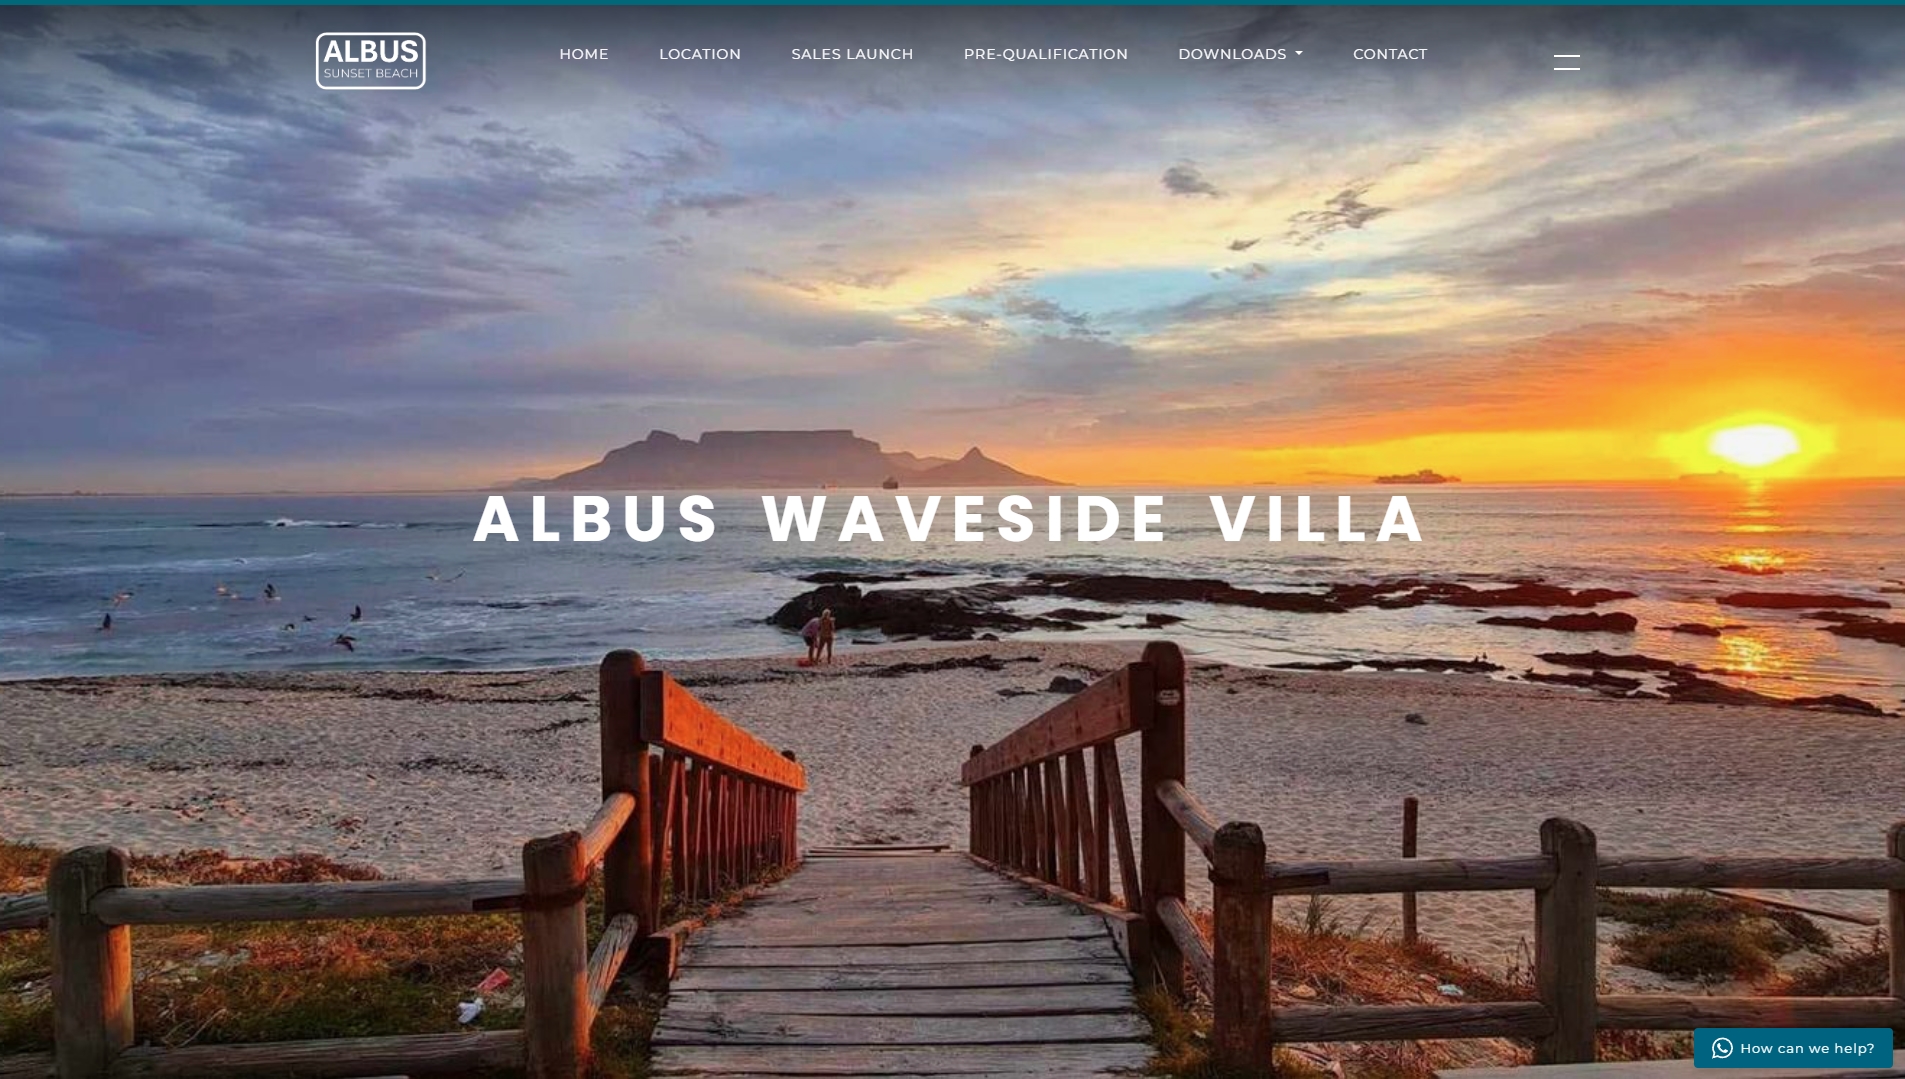 ALBUS
SUNSET BEACH
HOME
LOCATION
SALES LAUNCH
PRE-QUALIFICATION
DOWNLOADS
CONTACT
ALBUS WAVESIDE VILLA
How can we help?